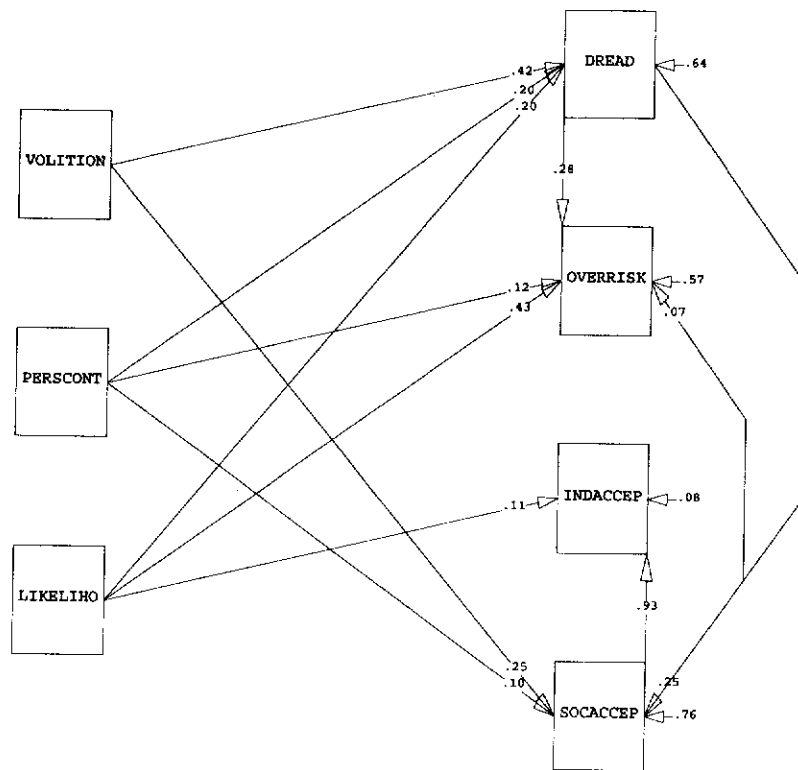 DREAD
.64
.42
.20
.20
VOLITION
.28
OVERRISK
.57
.12
.07
.43
PERSCONT
INDACCEP
.08
.11
LIKELIHO
.93
.25
.10
.25
SOCACCEP
.76